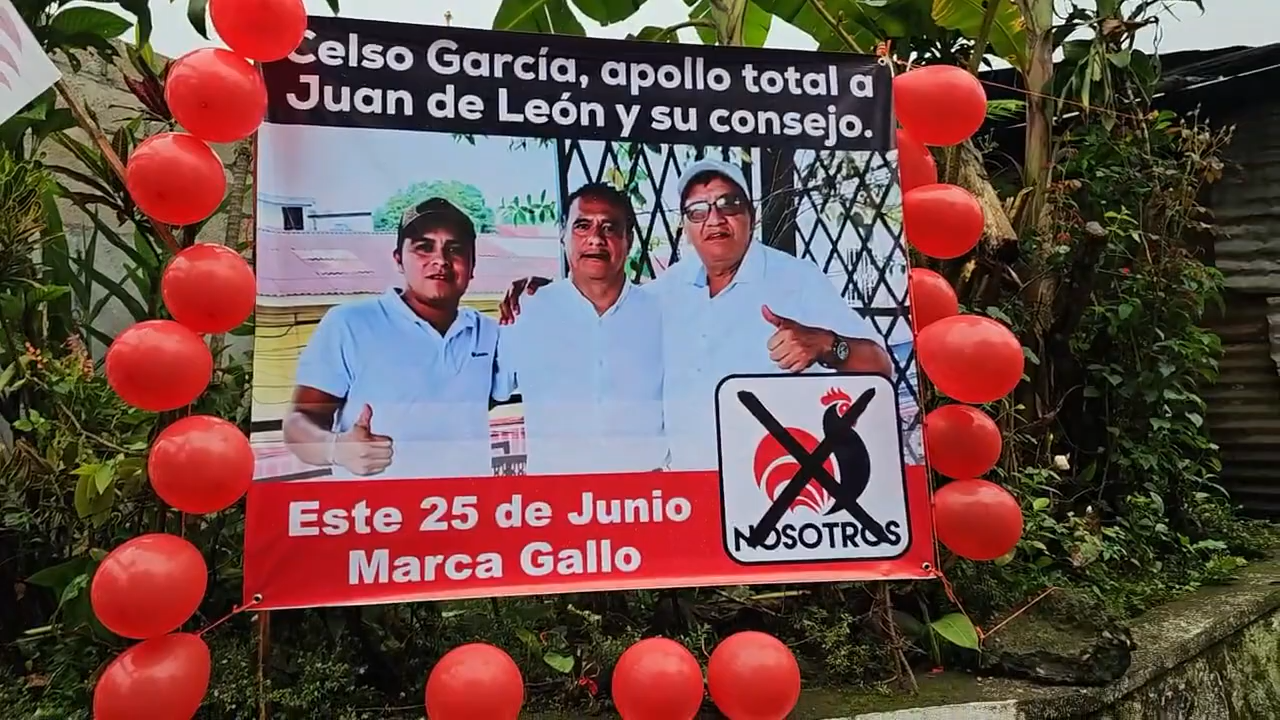 Celso García, apollo total a
Juan de León y su consejo.
Este 25 de Junio
Marca Gallo
NOSOTROS